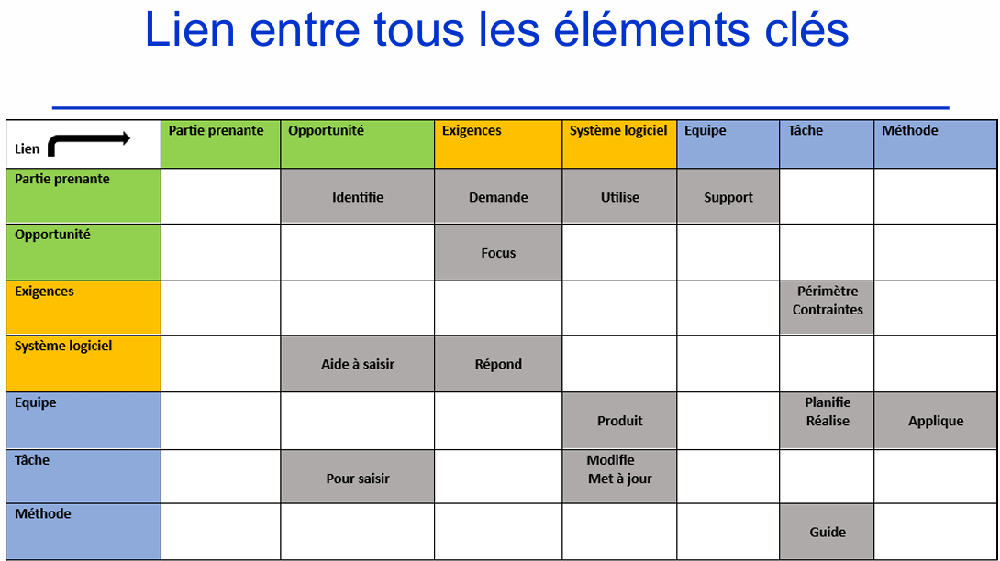 Lien entre tous les éléments clés
Lien Partie prenante Opportunité Exigences Système logiciel Equipe Tâche Méthode
Partie prenante Identifie Demande Utilise Support
Opportunité Focus
Exigences Périmètre
Contraintes
Système logiciel Aide à saisir Répond
Equipe Produit Planifie
Réalise Applique
Tâche Pour saisir Modifie
Met à jour
Méthode Guide